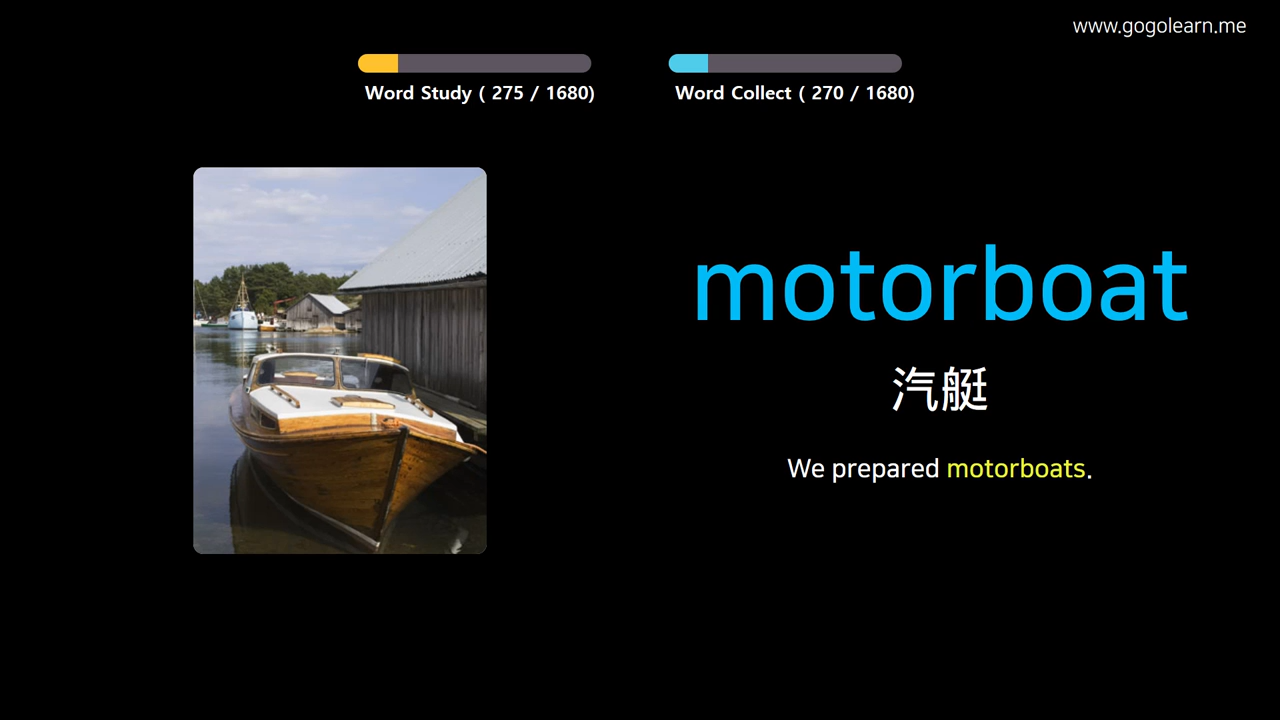 www.gogolearn.me
Word Study ( 275 / 1680)
Word Collect ( 270 / 1680)
motorboat
汽艇
We prepared motorboats.